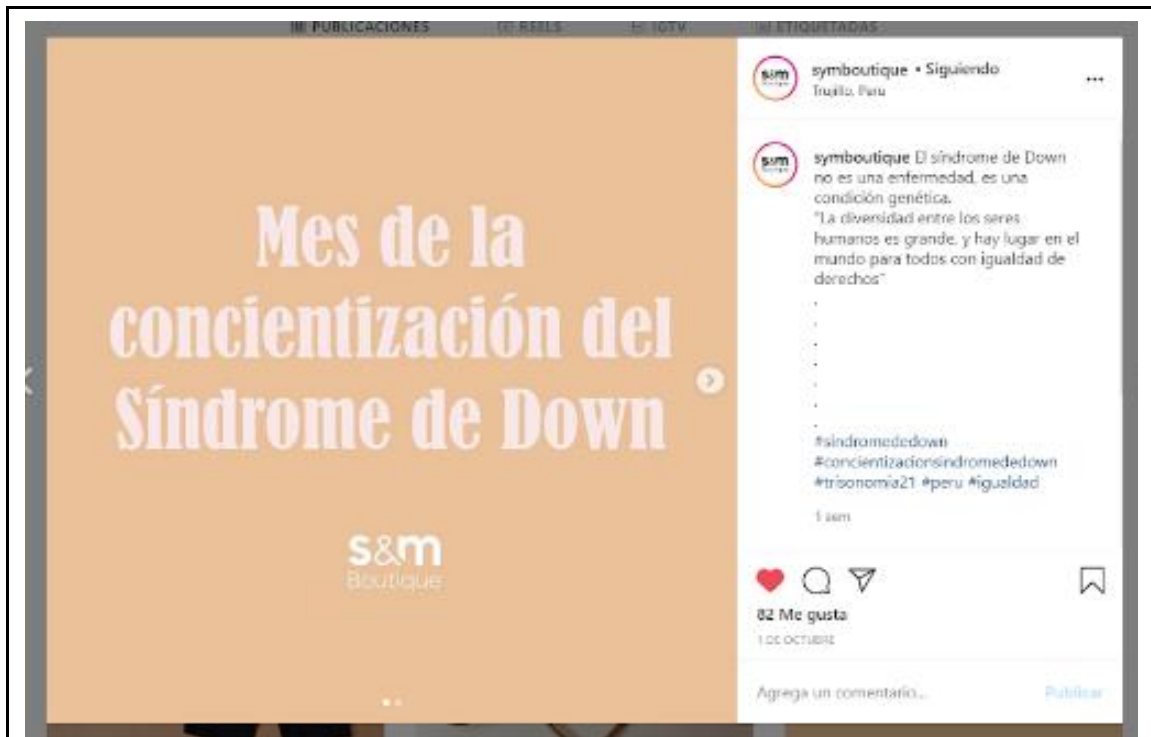 PUBLICACIONES
REELS
IGTV
ETIQUETADAS
Mes de la
concientización del
Síndrome de Down
s&m
Boutique
s&m
symboutique • Siguiendo
Trujillo, Peru
s&m
symboutique El síndrome de Down
no es una enfermedad, es una
condición genética.
"La diversidad entre los seres
humanos es grande, y hay lugar en el
mundo para todos con igualdad de
derechos"
.
.
.
.
.
.
.
#sindromededown
#concientizacionsindromededown
#trisonomia21 #peru #igualdad
1 sem
82 Me gusta
1 DE OCTUBRE
Agrega un comentario...
Publicar